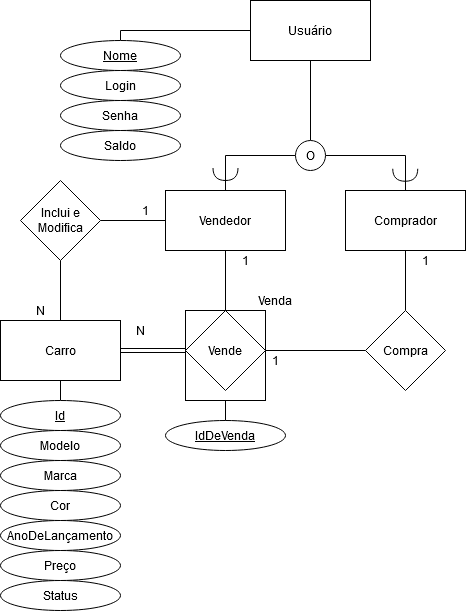 Usuário
Nome
Login
Senha
Saldo
O
Inclui e
Modifica
1
Vendedor
Comprador
1
1
N
Venda
Carro
N
Vende
1
Compra
Id
IdDeVenda
Modelo
Marca
Cor
AnoDeLançamento
Preço
Status